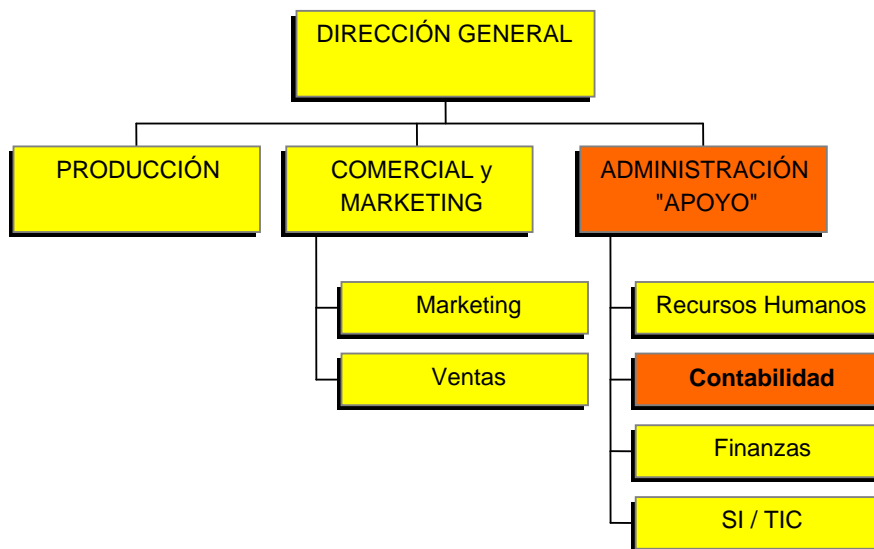 DIRECCIÓN GENERAL
PRODUCCIÓN
COMERCIAL y
MARKETING
ADMINISTRACIÓN
"APOYO"
Marketing
Ventas
Recursos Humanos
Contabilidad
Finanzas
SI / TIC